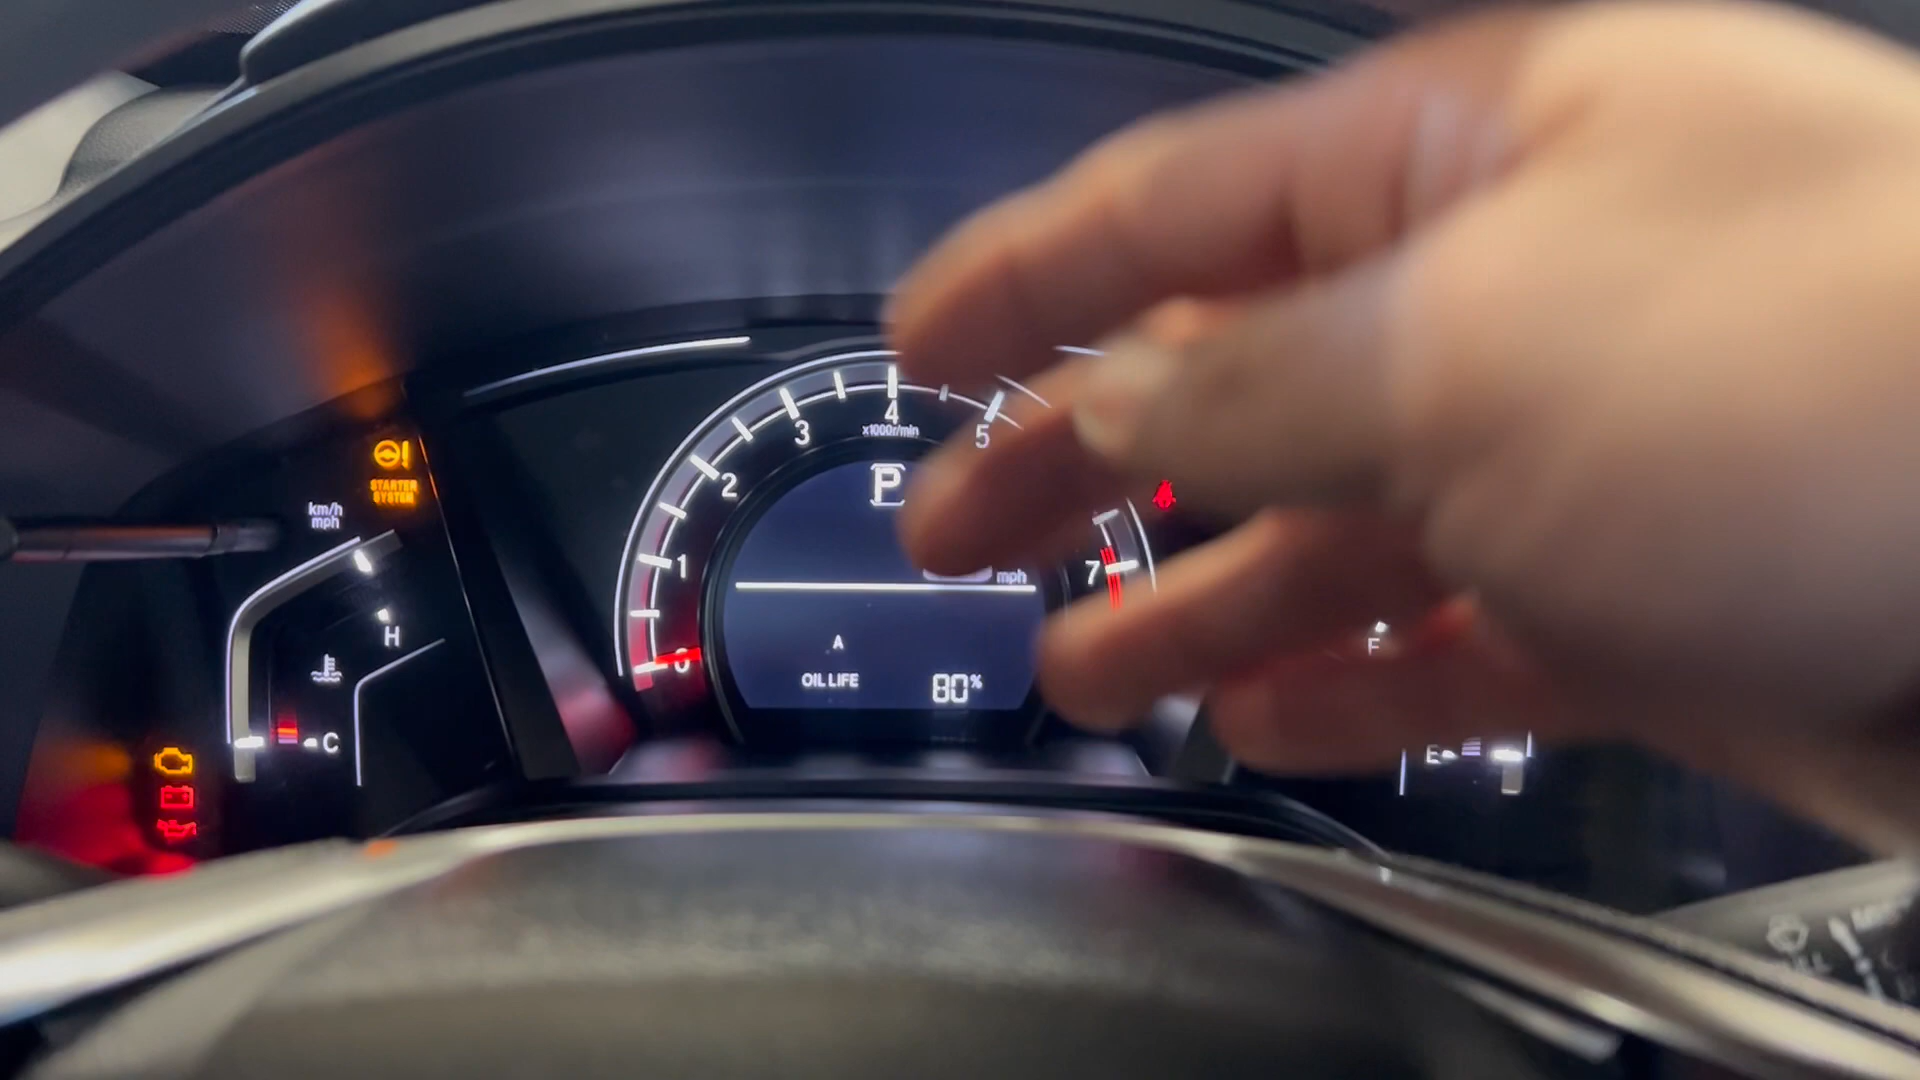 STARTER
SYSTEM
km/h
mph
H
C
0
1
2
3
4
5
7
x1000r/min
P
mph
A
OIL LIFE
80%
F
E